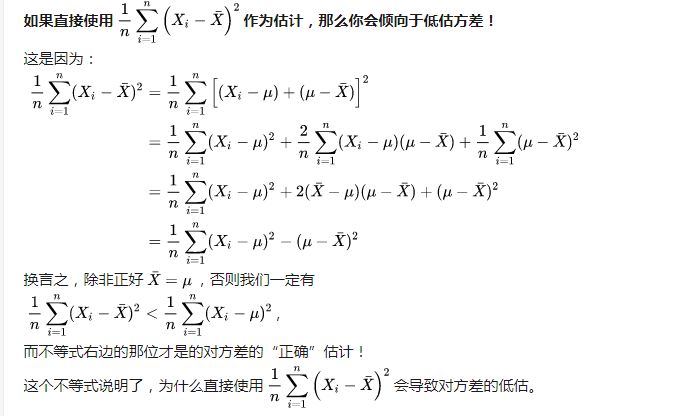 如果直接使用 \frac{1}{n}\sum_{i=1}^{n}\left(X_i-\bar{X}\right)^2 作为估计，那么你会倾向于低估方差！
这是因为：
\frac{1}{n}\sum_{i=1}^{n}(X_i-\bar{X})^2 = \frac{1}{n}\sum_{i=1}^{n}\left[(X_i-\mu)+(\mu-\bar{X})\right]^2
= \frac{1}{n}\sum_{i=1}^{n}(X_i-\mu)^2+\frac{2}{n}\sum_{i=1}^{n}(X_i-\mu)(\mu-\bar{X})+\frac{1}{n}\sum_{i=1}^{n}(\mu-\bar{X})^2
= \frac{1}{n}\sum_{i=1}^{n}(X_i-\mu)^2+2(\bar{X}-\mu)(\mu-\bar{X})+(\mu-\bar{X})^2
= \frac{1}{n}\sum_{i=1}^{n}(X_i-\mu)^2-(\mu-\bar{X})^2
换言之，除非正好 \bar{X}=\mu ，否则我们一定有
\frac{1}{n}\sum_{i=1}^{n}(X_i-\bar{X})^2<\frac{1}{n}\sum_{i=1}^{n}(X_i-\mu)^2 ,
而不等式右边的那位才是的对方差的“正确”估计！
这个不等式说明了，为什么直接使用 \frac{1}{n}\sum_{i=1}^{n}\left(X_i-\bar{X}\right)^2 会导致对方差的低估。